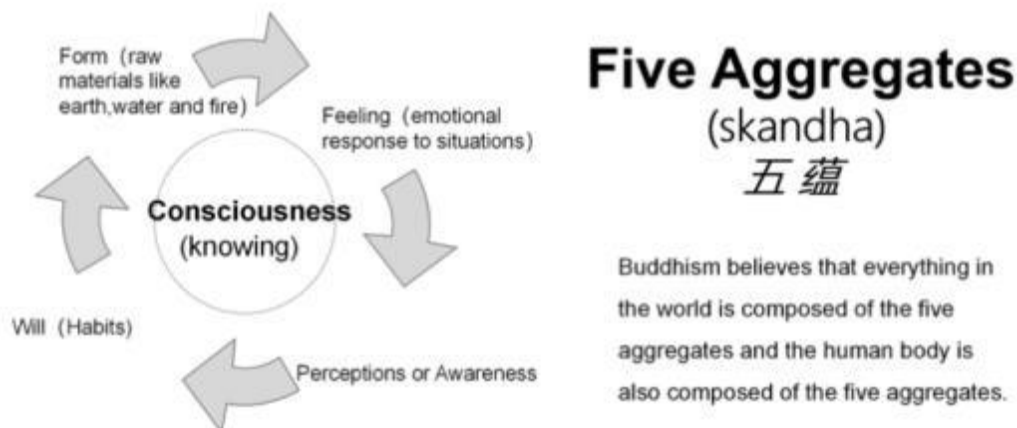 Form (raw
materials like
earth,water and fire)
Feeling (emotional
response to situations)
Consciousness
(knowing)
Will (Habits)
Perceptions or Awareness
Five Aggregates
(skandha)
五蕴
Buddhism believes that everything in
the world is composed of the five
aggregates and the human body is
also composed of the five aggregates.